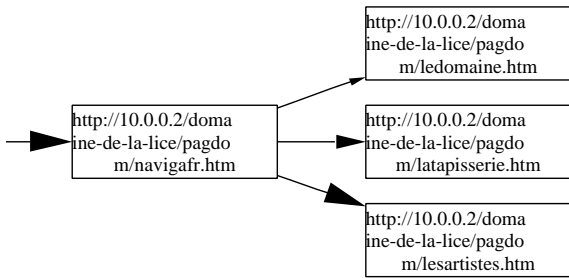 http://10.0.0.2/doma
ine-de-la-lice/pagdo
m/ledomaine.htm
http://10.0.0.2/doma
ine-de-la-lice/pagdo
m/navigafr.htm
http://10.0.0.2/doma
ine-de-la-lice/pagdo
m/latapisserie.htm
http://10.0.0.2/doma
ine-de-la-lice/pagdo
m/lesartistes.htm